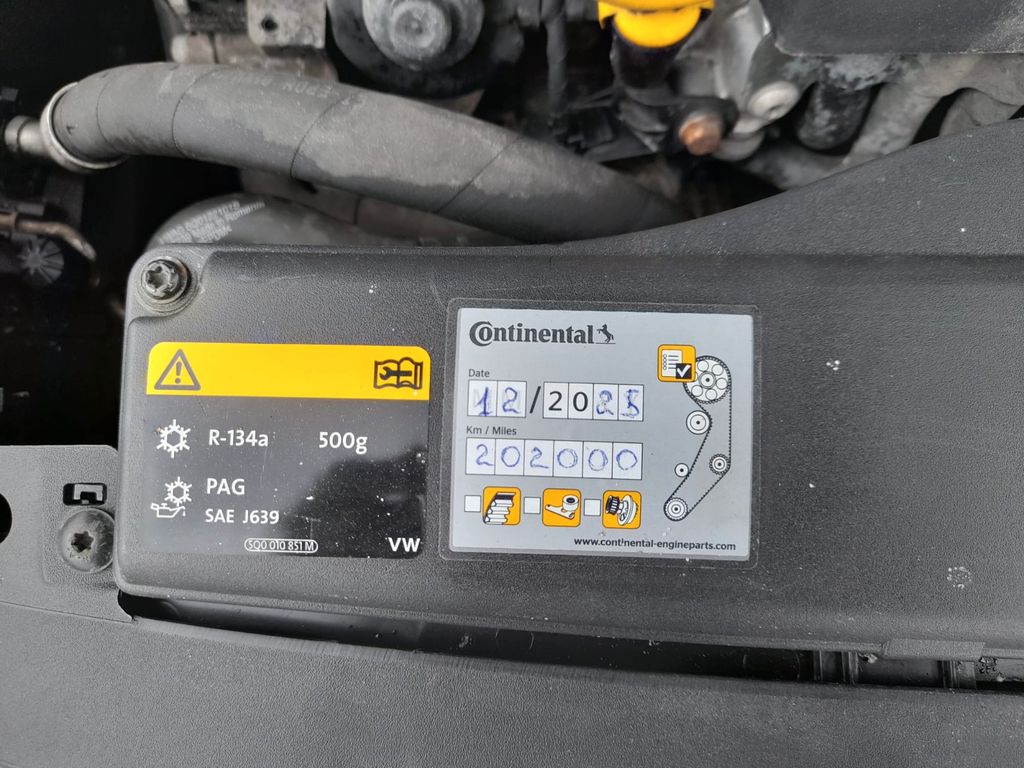 EPDM
R-134a 500g
PAG
SAE J639
5Q0 010 851 M
VW
Continental
Date
12/2025
Km / Miles
202000
www.continental-engineparts.com